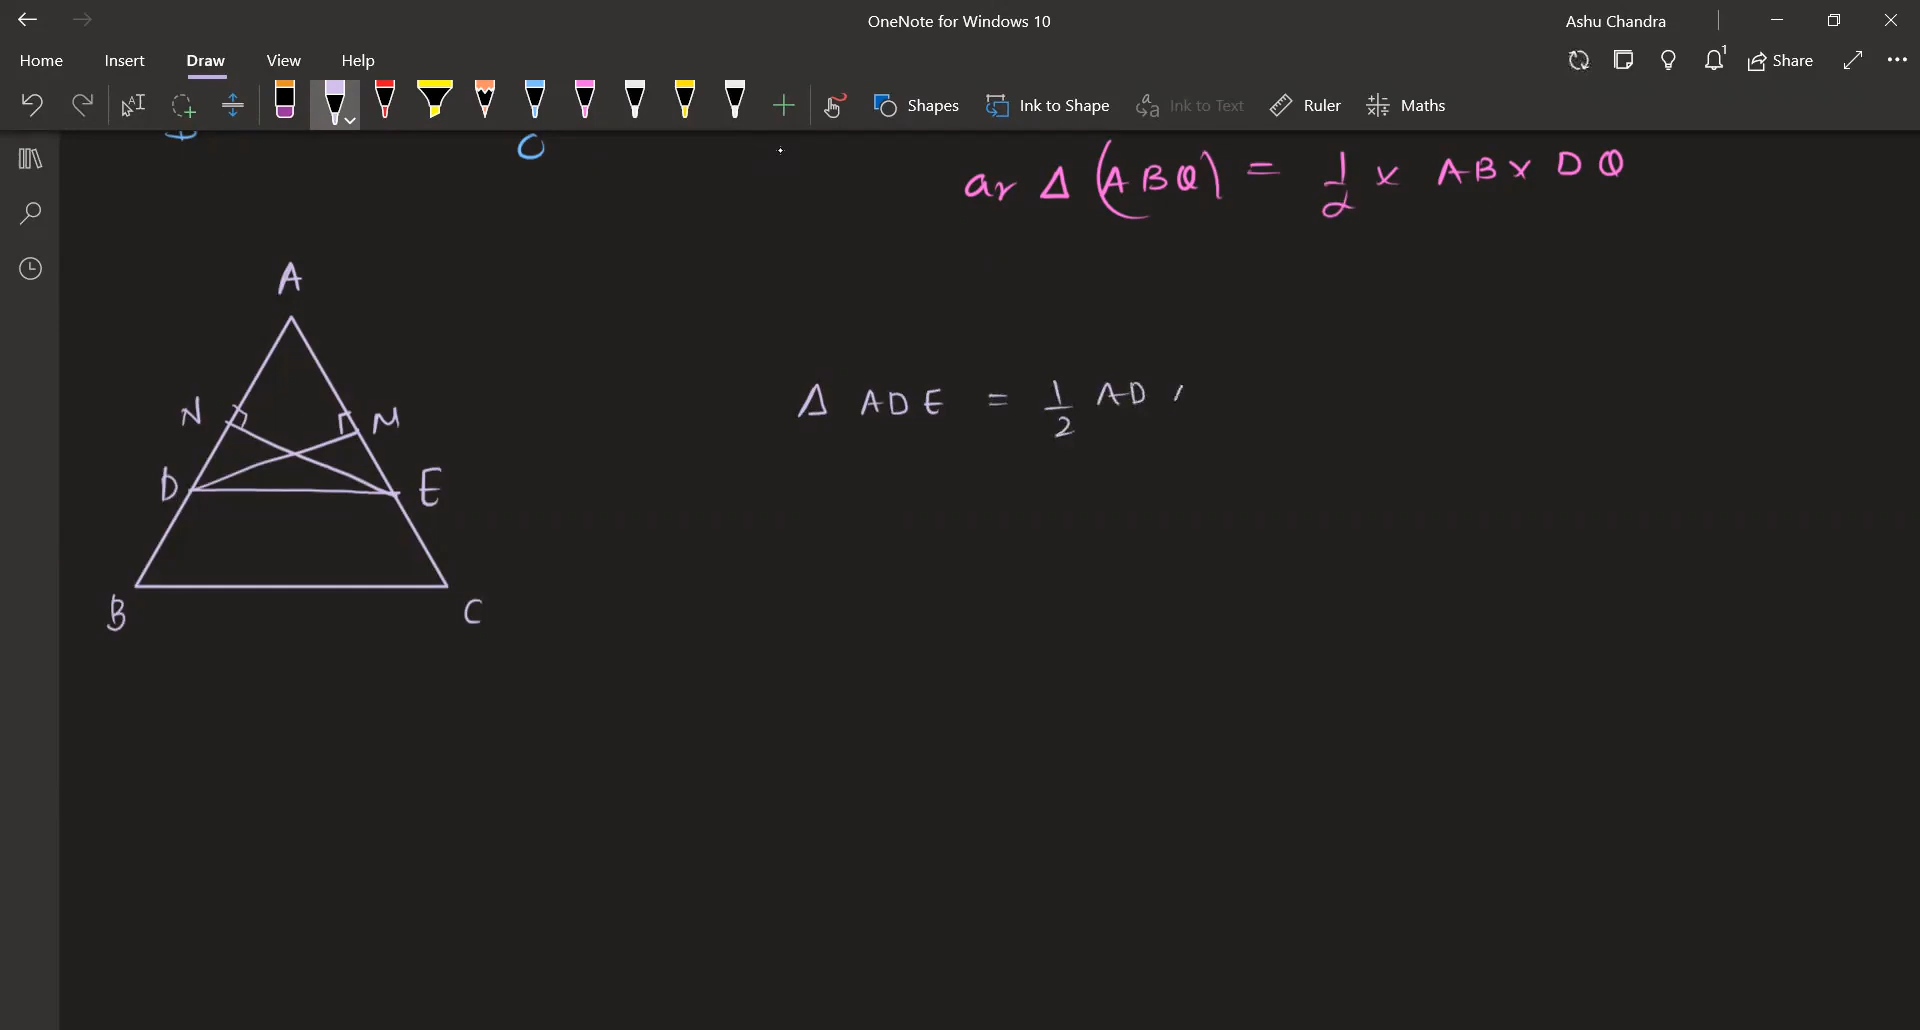 OneNote for Windows 10
Ashu Chandra
Home Insert Draw View Help
Share
Shapes Ink to Shape Ink to Text Ruler Maths
C
ar Δ (ABQ) = 1/2 × AB × DQ
A
N M
Δ ADE = 1/2 AD
D E
B C